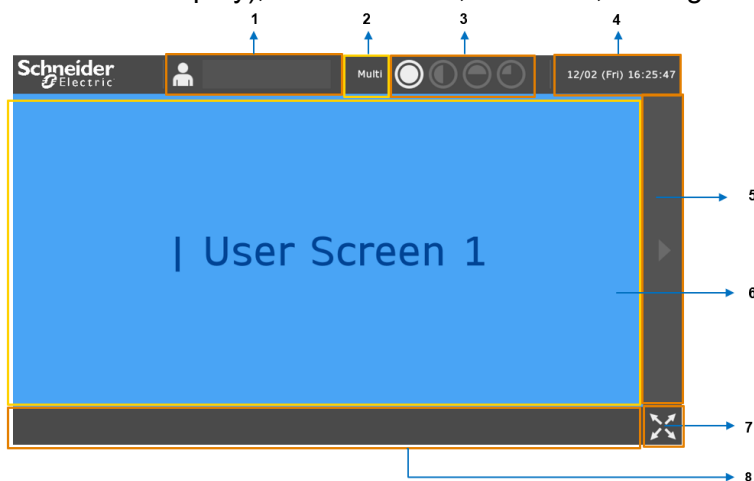 1 2 3 4
Schneider
Electric
Multi
12/02 (Fri) 16:25:47
5
| User Screen 1
6
7
8